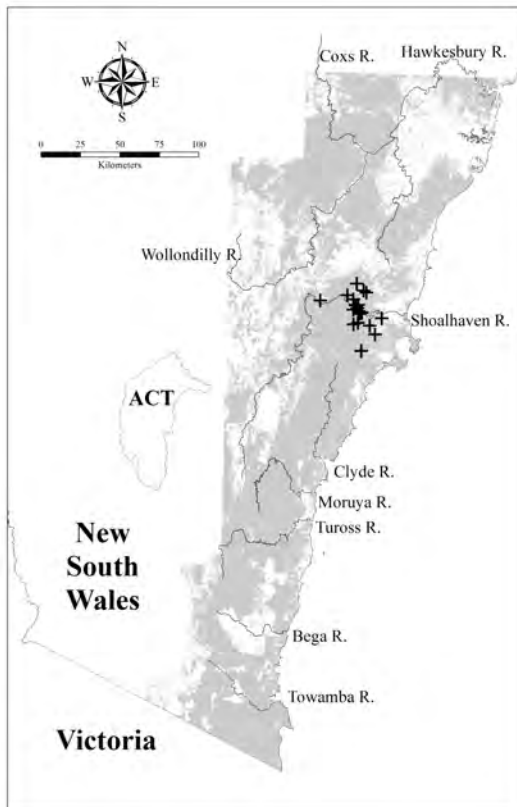 Coxs R.
Hawkesbury R.
N
W
E
S
0 25 50 75 100
Kilometers
Wollondilly R.
Shoalhaven R.
ACT
Clyde R.
Moruya R.
Tuross R.
New
South
Wales
Bega R.
Towamba R.
Victoria